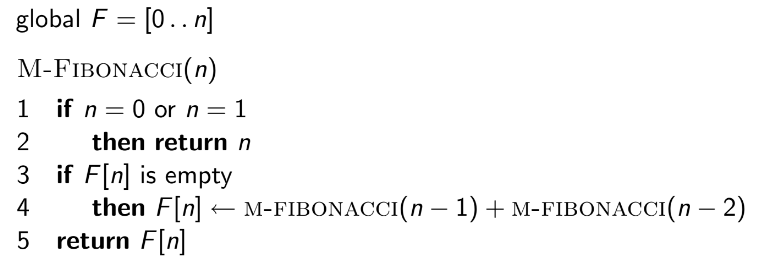 global F = [0 . . n]
M-FIBONACCI(n)
1 if n = 0 or n = 1
2 then return n
3 if F[n] is empty
4 then F[n] ← M-FIBONACCI(n − 1) + M-FIBONACCI(n − 2)
5 return F[n]